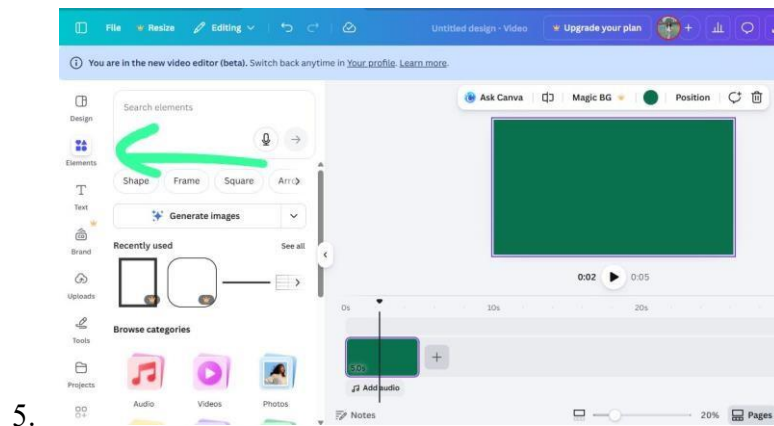 File Resize Editing Untitled design - Video Upgrade your plan
You are in the new video editor (beta). Switch back anytime in Your profile. Learn more.
Design
Elements
Text
Brand
Uploads
Tools
Projects
Search elements
Shape Frame Square
Generate images
Recently used See all
Browse categories
Audio Videos Photos
Ask Canva Magic BG Position
0:02 0:05
0s 10s 20s
5.0s
Add audio
Notes 20% Pages
5.